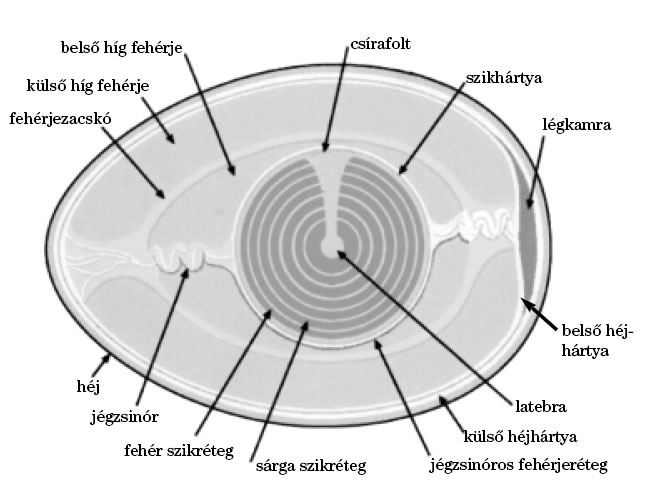 csírafolt
belső híg fehérje
szikhártya
külső híg fehérje
fehérjezacskó
légkamra
belső héj-
hártya
héj
latebra
jégzsinór
külső héjhártya
fehér szikréteg
sárga szikréteg
jégzsinóros fehérjeréteg